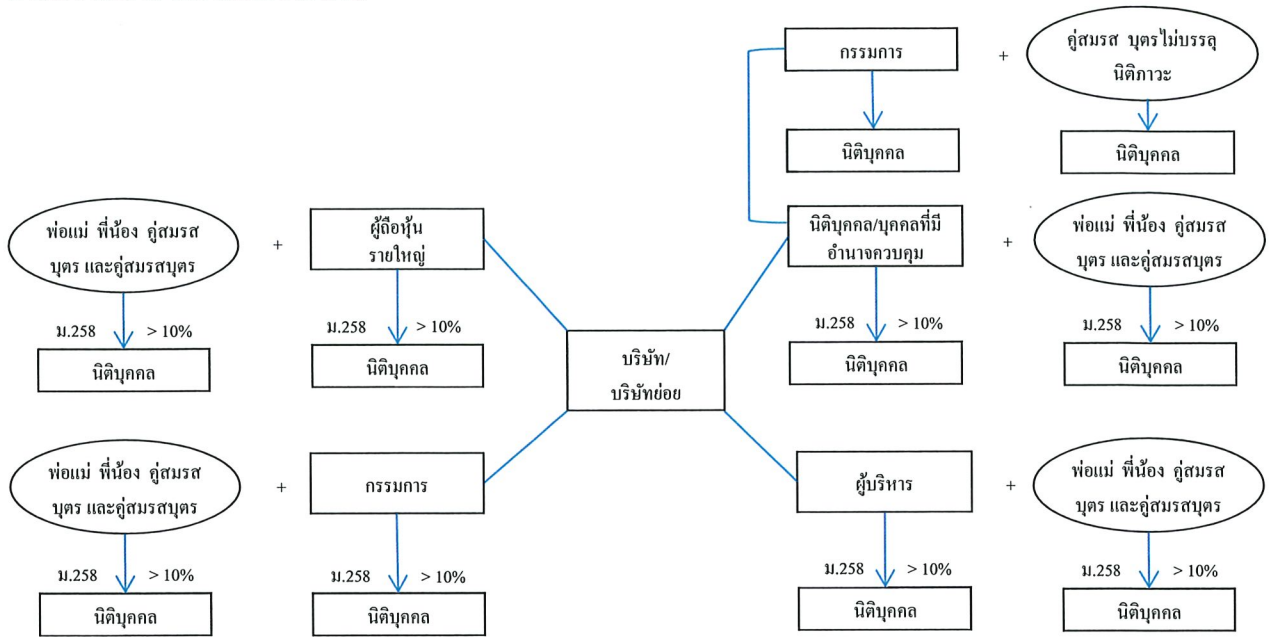 กรรมการ
+
คู่สมรส บุตรไม่บรรลุ
นิติภาวะ
นิติบุคคล
นิติบุคคล
พ่อแม่ พี่น้อง คู่สมรส
บุตร และคู่สมรสบุตร
+
ผู้ถือหุ้น
รายใหญ่
นิติบุคคล/บุคคลที่มี
อำนาจควบคุม
+
พ่อแม่ พี่น้อง คู่สมรส
บุตร และคู่สมรสบุตร
ม.258 > 10%
ม.258 > 10%
ม.258 > 10%
ม.258 > 10%
นิติบุคคล
นิติบุคคล
บริษัท/
บริษัทย่อย
นิติบุคคล
นิติบุคคล
พ่อแม่ พี่น้อง คู่สมรส
บุตร และคู่สมรสบุตร
+
กรรมการ
ผู้บริหาร
+
พ่อแม่ พี่น้อง คู่สมรส
บุตร และคู่สมรสบุตร
ม.258 > 10%
ม.258 > 10%
ม.258 > 10%
ม.258 > 10%
นิติบุคคล
นิติบุคคล
นิติบุคคล
นิติบุคคล